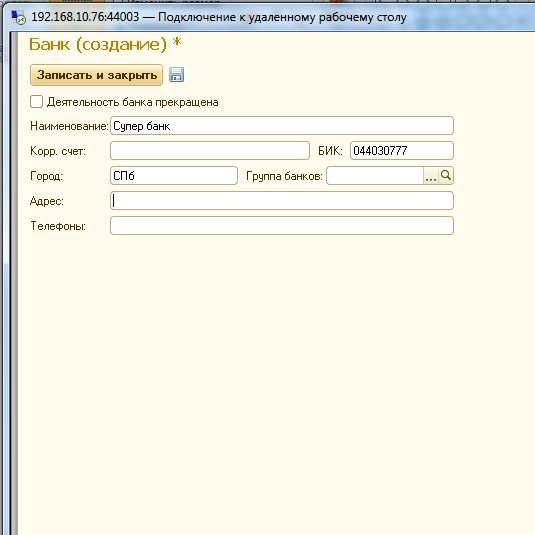 192.168.10.76:44003 — Подключение к удаленному рабочему столу
Банк (создание) *
Записать и закрыть
Деятельность банка прекращена
Наименование: Супер банк
Корр. счет: БИК: 044030777
Город: СПб Группа банков: ...
Адрес:
Телефоны: